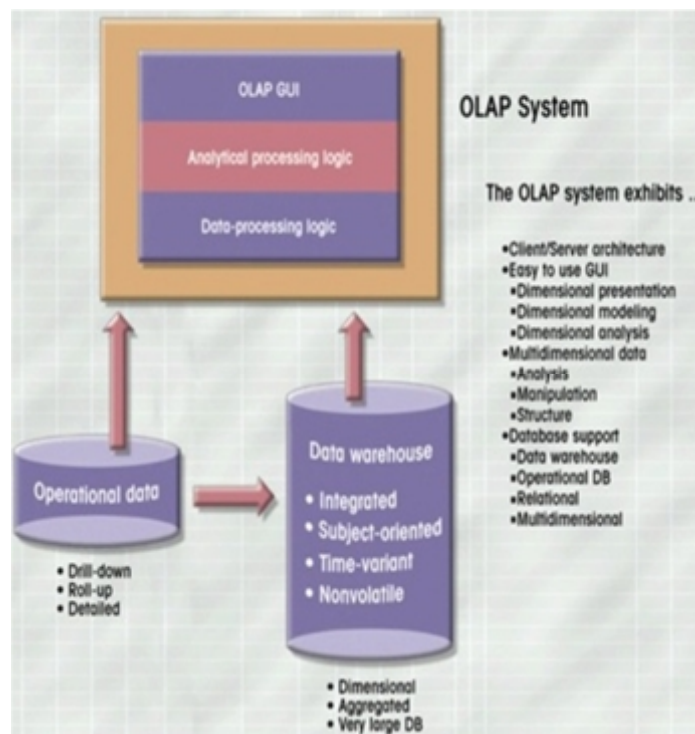 OLAP GUI
Analytical processing logic
Data-processing logic
OLAP System
The OLAP system exhibits ..
•Client/Server architecture
•Easy to use GUI
•Dimensional presentation
•Dimensional modeling
•Dimensional analysis
•Multidimensional data
•Analysis
•Manipulation
•Structure
•Database support
•Data warehouse
•Operational DB
•Relational
•Multidimensional
Operational data
• Drill-down
• Roll-up
• Detailed
Data warehouse
• Integrated
• Subject-oriented
• Time-variant
• Nonvolatile
• Dimensional
• Aggregated
• Very large DB